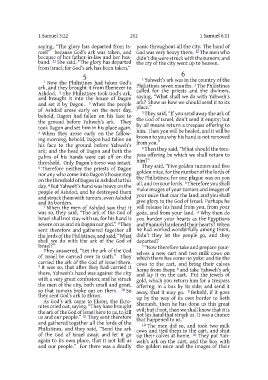 1 Samuel 5:22 252 1 Samuel 6:11
saying, "The glory has departed from Is-
rael!" because God's ark was taken, and
because of her father-in-law and her hus-
band. 22 She said, "The glory has departed
from Israel; for God's ark has been taken."
5
1 Now the Philistines had taken God's
ark, and they brought it from Ebenezer to
Ashdod. 2 The Philistines took God's ark,
and brought it into the house of Dagon
and set it by Dagon. 3 When the people
of Ashdod arose early on the next day,
behold, Dagon had fallen on his face to
the ground before Yahweh's ark. They
took Dagon and set him in his place again.
4 When they arose early on the follow-
ing morning, behold, Dagon had fallen on
his face to the ground before Yahweh's
ark; and the head of Dagon and both the
palms of his hands were cut off on the
threshold. Only Dagon's torso was intact.
5 Therefore neither the priests of Dagon
nor any who come into Dagon's house step
on the threshold of Dagon in Ashdod to this
day. 6 But Yahweh's hand was heavy on the
people of Ashdod, and he destroyed them
and struck them with tumors, even Ashdod
and its borders.
7 When the men of Ashdod saw that it
was so, they said, "The ark of the God of
Israel shall not stay with us, for his hand is
severe on us and on Dagon our god." 8 They
sent therefore and gathered together all
the lords of the Philistines, and said, "What
shall we do with the ark of the God of
Israel?"
They answered, "Let the ark of the God
of Israel be carried over to Gath." They
carried the ark of the God of Israel there.
9 It was so, that after they had carried it
there, Yahweh's hand was against the city
with a very great confusion; and he struck
the men of the city, both small and great,
so that tumors broke out on them. 10 So
they sent God's ark to Ekron.
As God's ark came to Ekron, the Ekro-
nites cried out, saying, "They have brought
the ark of the God of Israel here to us, to kill
us and our people." 11 They sent therefore
and gathered together all the lords of the
Philistines, and they said, "Send the ark
of the God of Israel away, and let it go
again to its own place, that it not kill us
and our people." For there was a deadly
panic throughout all the city. The hand of
God was very heavy there. 12 The men who
didn't die were struck with the tumors; and
the cry of the city went up to heaven.
6
1 Yahweh's ark was in the country of the
Philistines seven months. 2 The Philistines
called for the priests and the diviners,
saying, "What shall we do with Yahweh's
ark? Show us how we should send it to its
place."
3 They said, "If you send away the ark of
the God of Israel, don't send it empty; but
by all means return a trespass offering to
him. Then you will be healed, and it will be
known to you why his hand is not removed
from you."
4 Then they said, "What should the tres-
pass offering be which we shall return to
him?"
They said, "Five golden tumors and five
golden mice, for the number of the lords of
the Philistines; for one plague was on you
all, and on your lords. 5 Therefore you shall
make images of your tumors and images of
your mice that mar the land; and you shall
give glory to the God of Israel. Perhaps he
will release his hand from you, from your
gods, and from your land. 6 Why then do
you harden your hearts as the Egyptians
and Pharaoh hardened their hearts? When
he had worked wonderfully among them,
didn't they let the people go, and they
departed?
7 "Now therefore take and prepare your-
selves a new cart and two milk cows on
which there has come no yoke; and tie the
cows to the cart, and bring their calves
home from them; 8 and take Yahweh's ark
and lay it on the cart. Put the jewels of
gold, which you return him for a trespass
offering, in a box by its side; and send it
away, that it may go. 9 Behold, if it goes
up by the way of its own border to Beth
Shemesh, then he has done us this great
evil; but if not, then we shall know that it is
not his hand that struck us. It was a chance
that happened to us."
10 The men did so, and took two milk
cows and tied them to the cart, and shut
up their calves at home. 11 They put Yah-
weh's ark on the cart, and the box with
the golden mice and the images of their